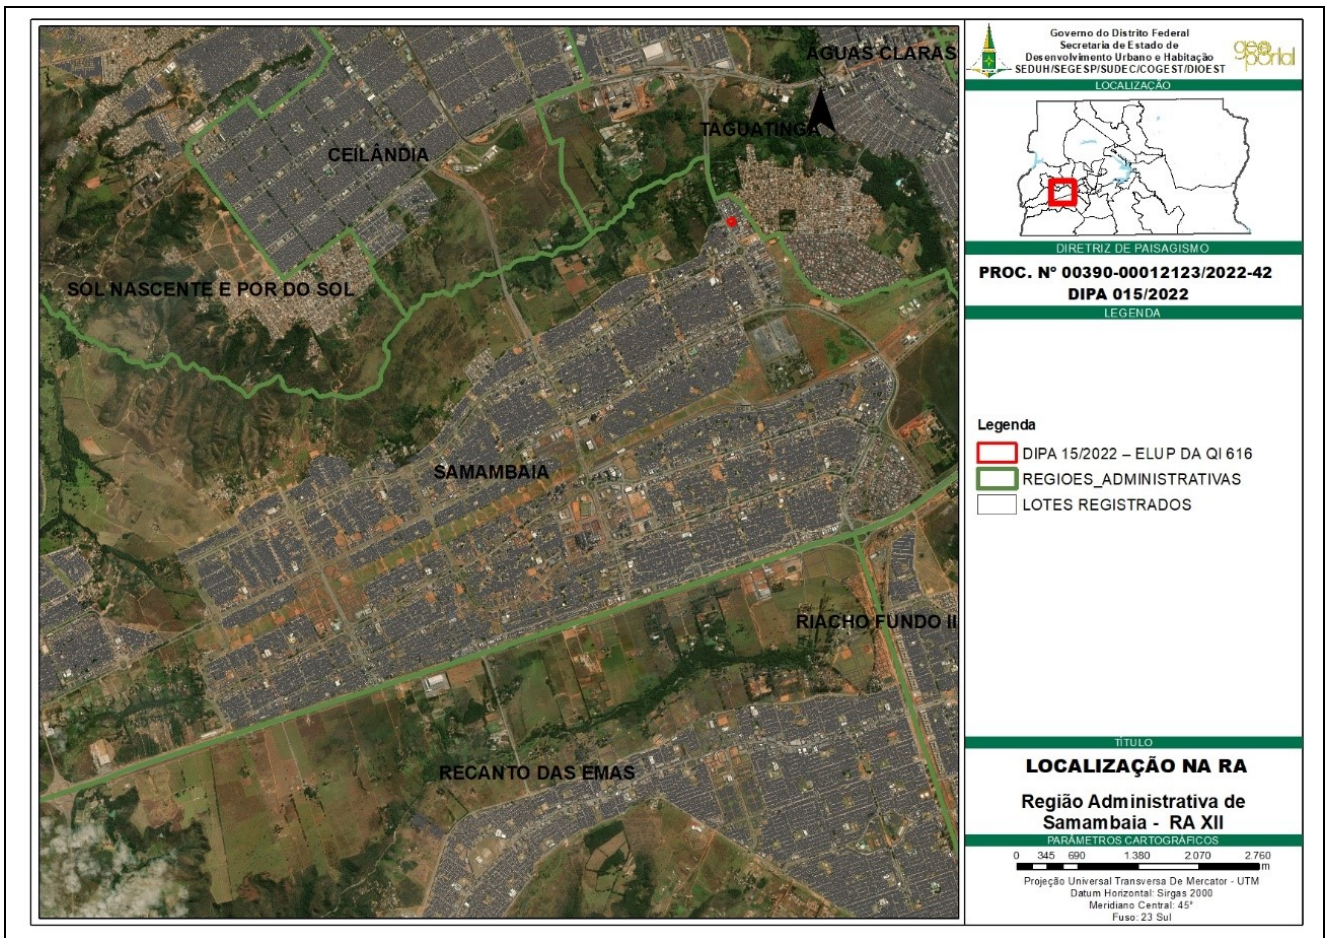 ÁGUAS CLARAS
TAGUATINGA
CEILÂNDIA
SOL NASCENTE E POR DO SOL
SAMAMBAIA
RIACHO FUNDO II
RECANTO DAS EMAS
Governo do Distrito Federal
Secretaria de Estado de
Desenvolvimento Urbano e Habitação
SEDUH/SEGESP/SUDEC/COGEST/DIOEST
geo
portal
LOCALIZAÇÃO
DIRETRIZ DE PAISAGISMO
PROC. Nº 00390-00012123/2022-42
DIPA 015/2022
LEGENDA
Legenda
DIPA 15/2022 – ELUP DA QI 616
REGIOES_ADMINISTRATIVAS
LOTES REGISTRADOS
TÍTULO
LOCALIZAÇÃO NA RA
Região Administrativa de
Samambaia - RA XII
PARÂMETROS CARTOGRÁFICOS
0 345 690 1.380 2.070 2.760
m
Projeção Universal Transversa De Mercator - UTM
Datum Horizontal: Sirgas 2000
Meridiano Central: 45°
Fuso: 23 Sul